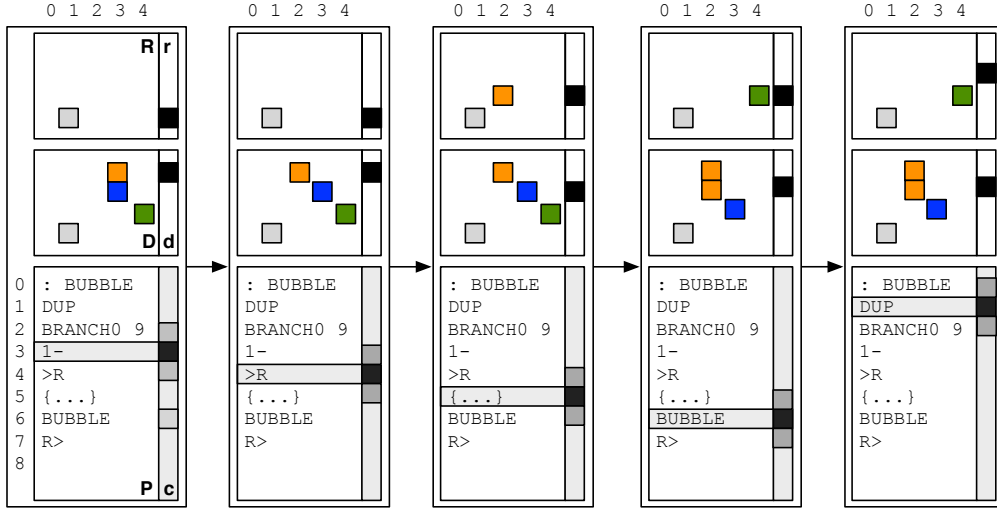 0 1 2 3 4
0 1 2 3 4
0 1 2 3 4
0 1 2 3 4
0 1 2 3 4
R r
D d
0 : BUBBLE
1 DUP
2 BRANCH0 9
3 1-
4 >R
5 {...}
6 BUBBLE
7 R>
8
P c
: BUBBLE
DUP
BRANCH0 9
1-
>R
{...}
BUBBLE
R>
: BUBBLE
DUP
BRANCH0 9
1-
>R
{...}
BUBBLE
R>
: BUBBLE
DUP
BRANCH0 9
1-
>R
{...}
BUBBLE
R>
: BUBBLE
DUP
BRANCH0 9
1-
>R
{...}
BUBBLE
R>